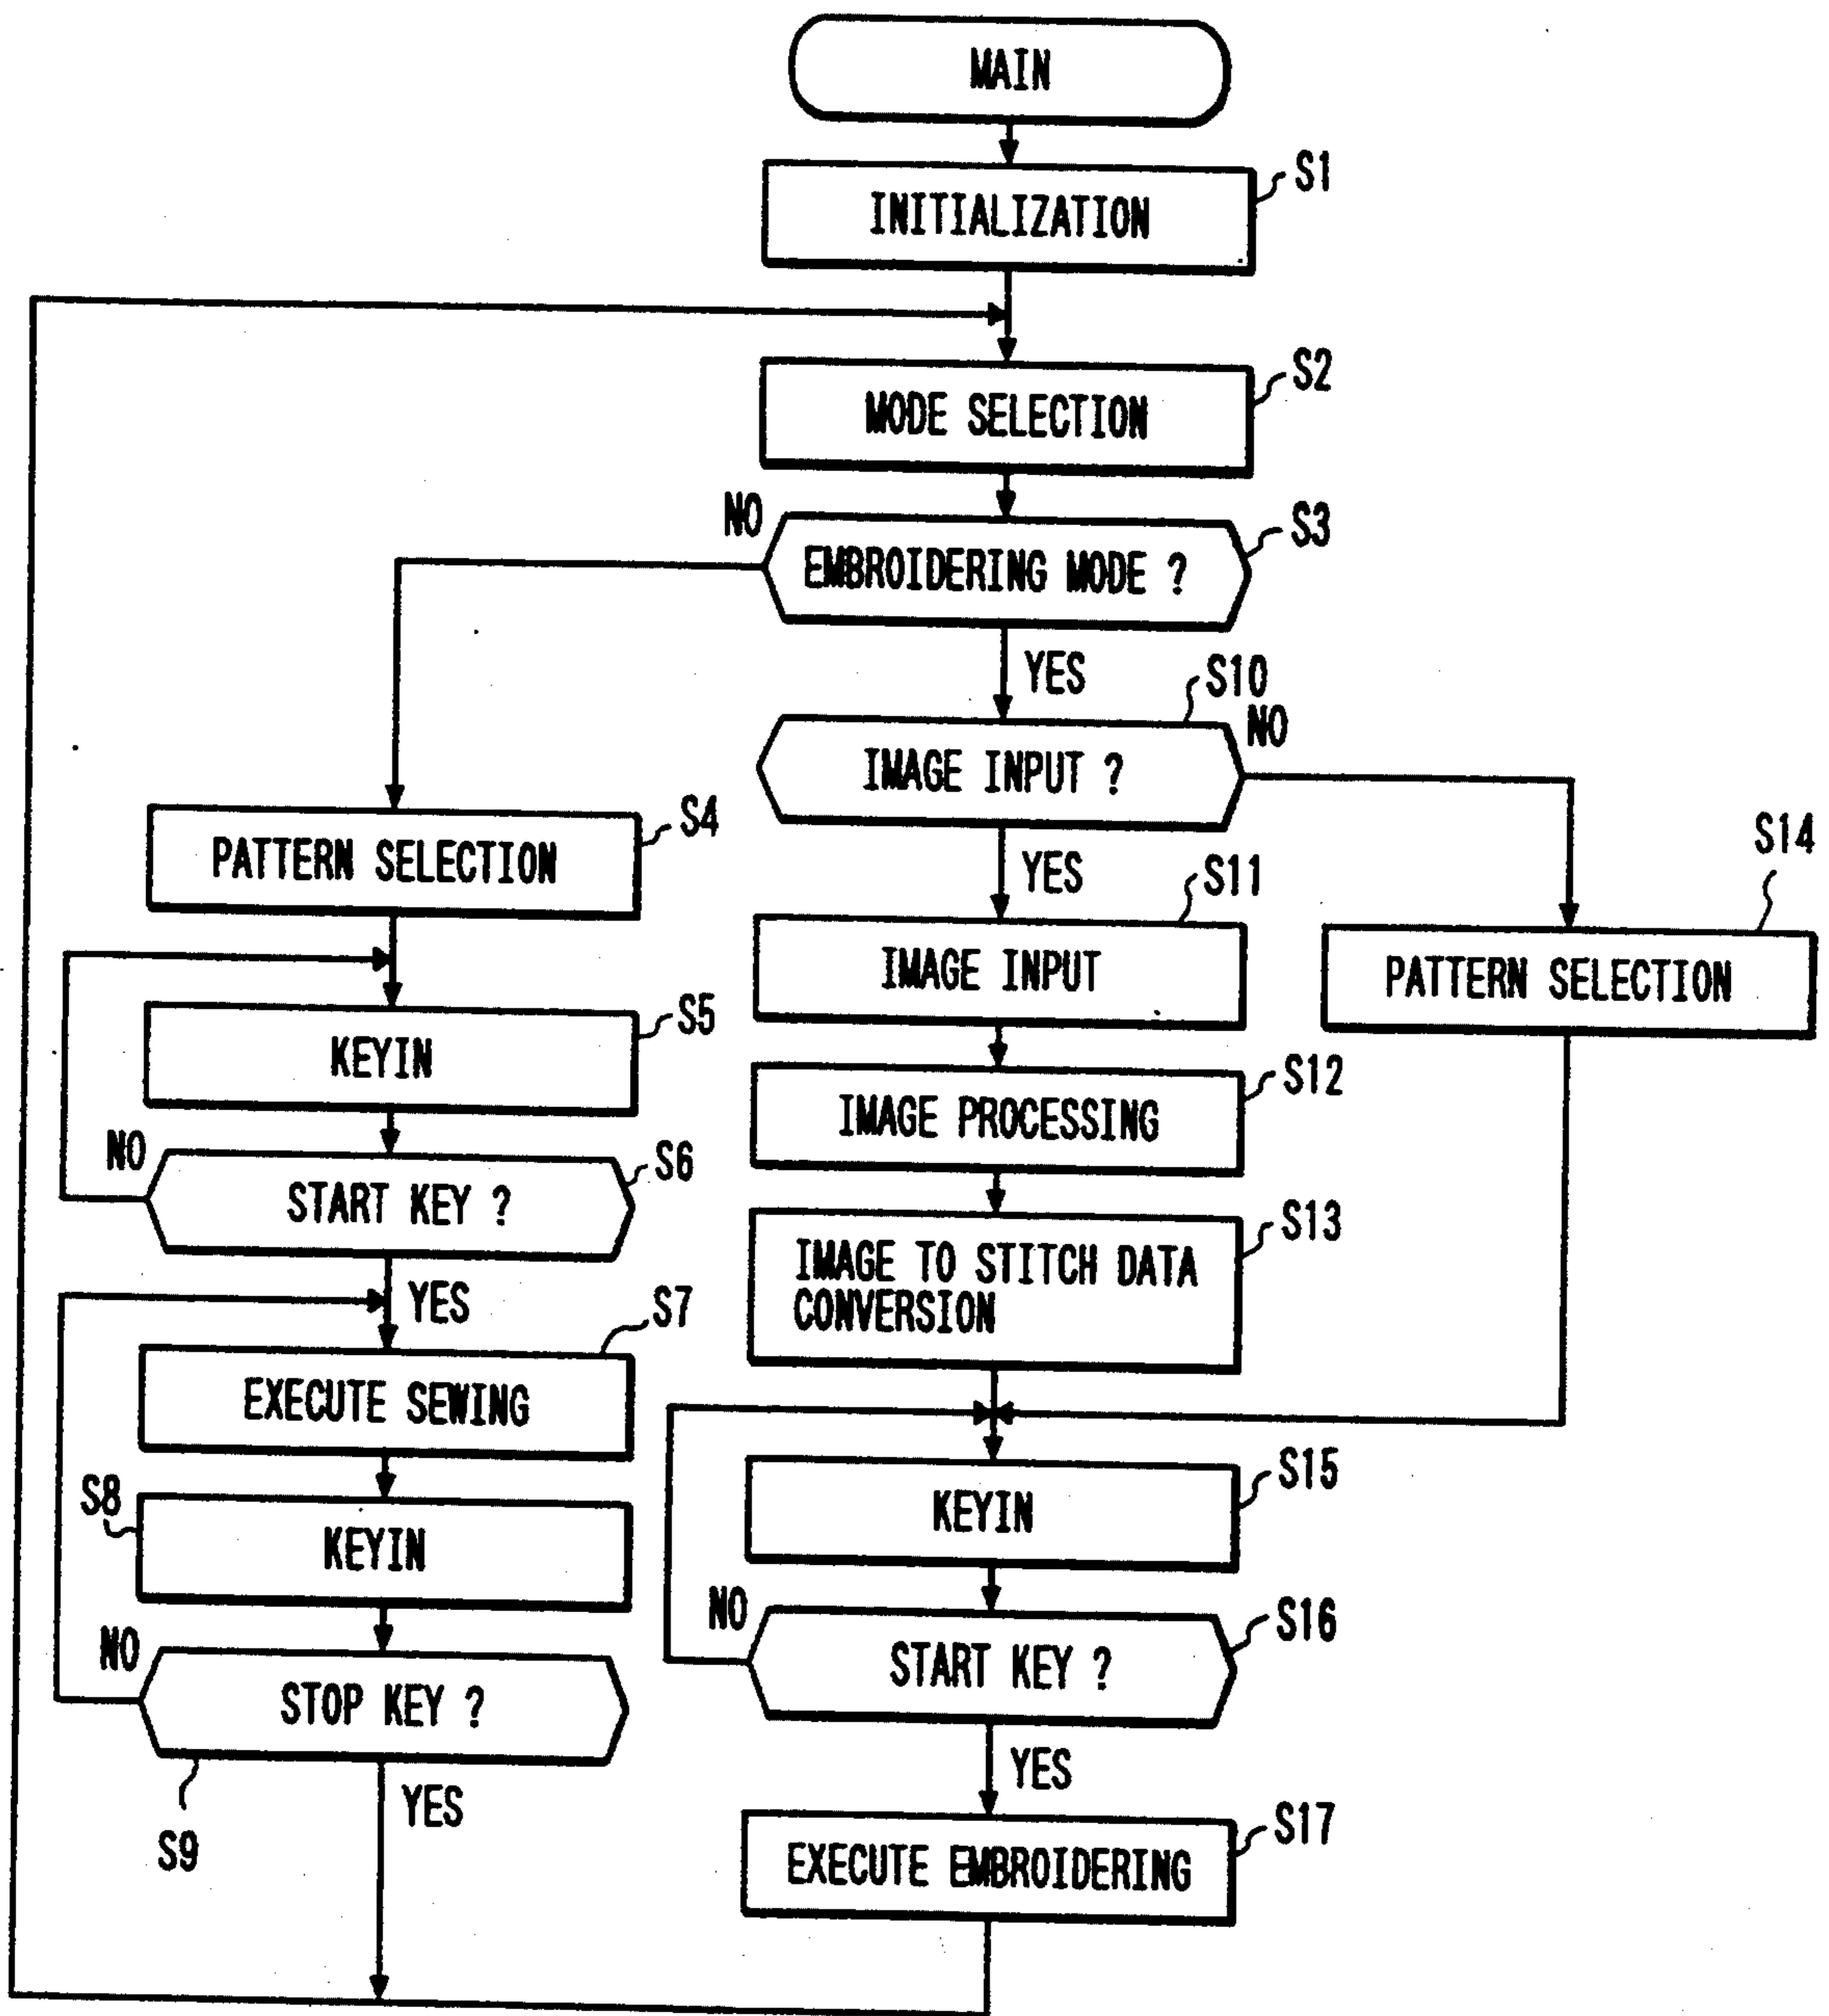 MAIN
INITIALIZATION
S1
MODE SELECTION
S2
NO
EMBROIDERING MODE ?
S3
YES
S10
IMAGE INPUT ?
NO
PATTERN SELECTION
S4
YES
S11
S14
IMAGE INPUT
PATTERN SELECTION
KEYIN
S5
IMAGE PROCESSING
S12
NO
START KEY ?
S6
IMAGE TO STITCH DATA
CONVERSION
S13
YES
S7
EXECUTE SEWING
S8
KEYIN
KEYIN
S15
NO
STOP KEY ?
S9
YES
NO
START KEY ?
S16
YES
EXECUTE EMBROIDERING
S17